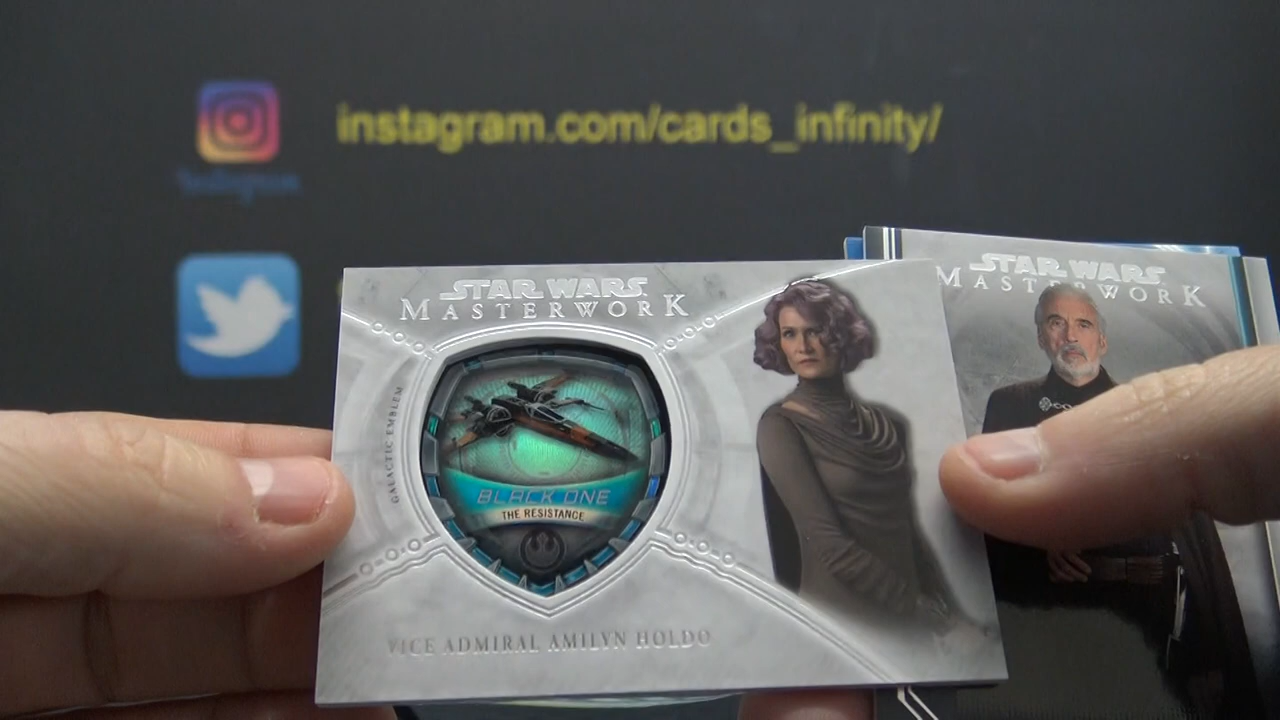 instagram.com/cards_infinity/
Instagram
STAR WARS
MASTERWORK
GALACTIC EMBLEM
BLACK ONE
THE RESISTANCE
VICE ADMIRAL AMILYN HOLDO
STAR WARS
MASTERWORK